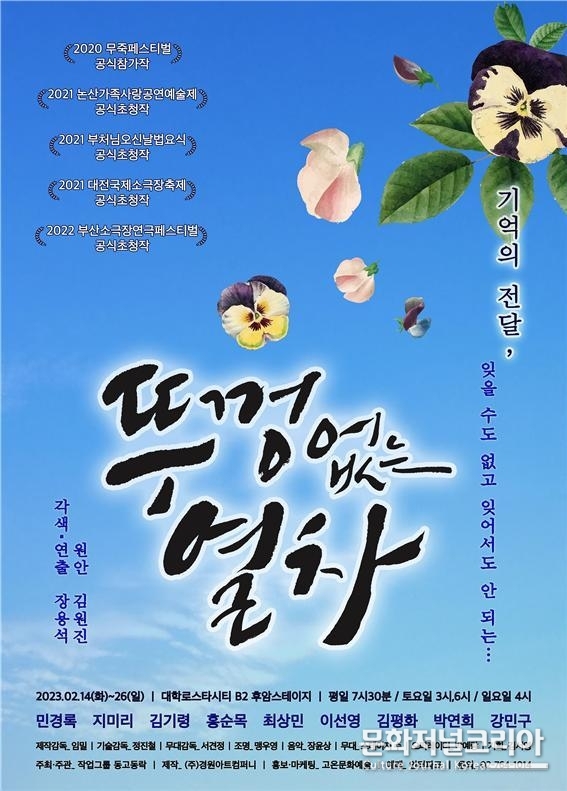 2020 무죽페스티벌
공식참가작
2021 논산가족사랑공연예술제
공식초청작
2021 부처님오신날법요식
공식초청작
2021 대전국제소극장축제
공식초청작
2022 부산소극장연극페스티벌
공식초청작
기억의 전달,
잊을 수도 없고 잊어서도 안 되는...
뚜껑없는
열차
원안 김원진
각색·연출 장용석
2023.02.14(화)~26(일) | 대학로스타시티 B2 후암스테이지 | 평일 7시30분 / 토요일 3시,6시 / 일요일 4시
민경록 지미리 김기령 홍순목 최상민 이선영 김평화 박연희 강민구
제작감독_임밀 | 기술감독_정진철 | 무대감독_서건정 | 조명_맹우영 | 음악_장윤상 | 무대_
주최·주관_ 작업그룹 동고동락 | 제작_ (주)경원아트컴퍼니 | 홍보·마케팅_ 고온문화예술
문화저널코리아
culture journal korea